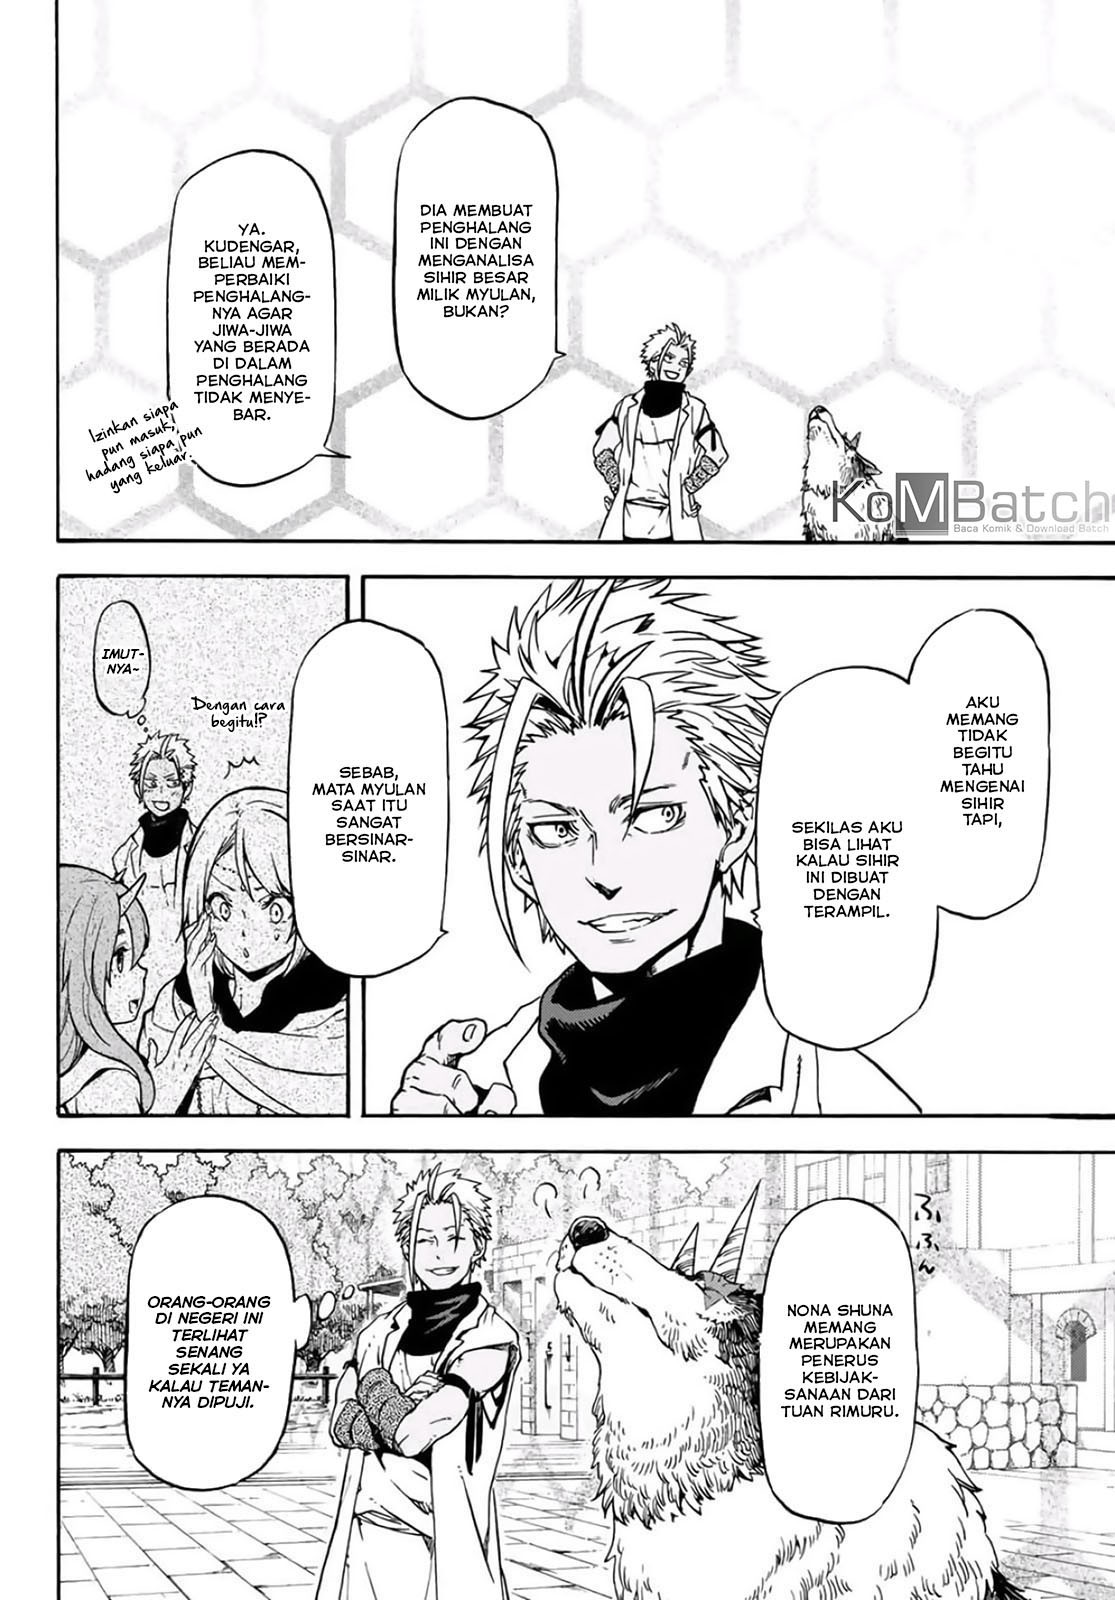 DIA MEMBUAT
PENGHALANG
INI DENGAN
MENGANALISA
SIHIR BESAR
MILIK MYULAN,
BUKAN?
YA.
KUDENGAR,
BELIAU MEM-
PERBAIKI
PENGHALANG-
NYA AGAR
JIWA-JIWA
YANG BERADA
DI DALAM
PENGHALANG
TIDAK MENYE-
BAR.
Izinkan siapa
pun masuk,
hadang siapa pun
yang keluar.
KoMBatch
Baca Komik & Download Batch
AKU
MEMANG
TIDAK
BEGITU
TAHU
MENGENAI
SIHIR
TAPI,
SEKILAS AKU
BISA LIHAT
KALAU SIHIR
INI DIBUAT
DENGAN
TERAMPIL.
SEBAB,
MATA MYULAN
SAAT ITU
SANGAT
BERSINAR-
SINAR.
Dengan cara
begitu!?
IMUT-
NYA~
ふふん
NONA SHUNA
MEMANG
MERUPAKAN
PENERUS
KEBIJAK-
SANAAN DARI
TUAN RIMURU.
ORANG-ORANG
DI NEGERI INI
TERLIHAT
SENANG
SEKALI YA
KALAU TEMAN-
NYA DIPUJI.